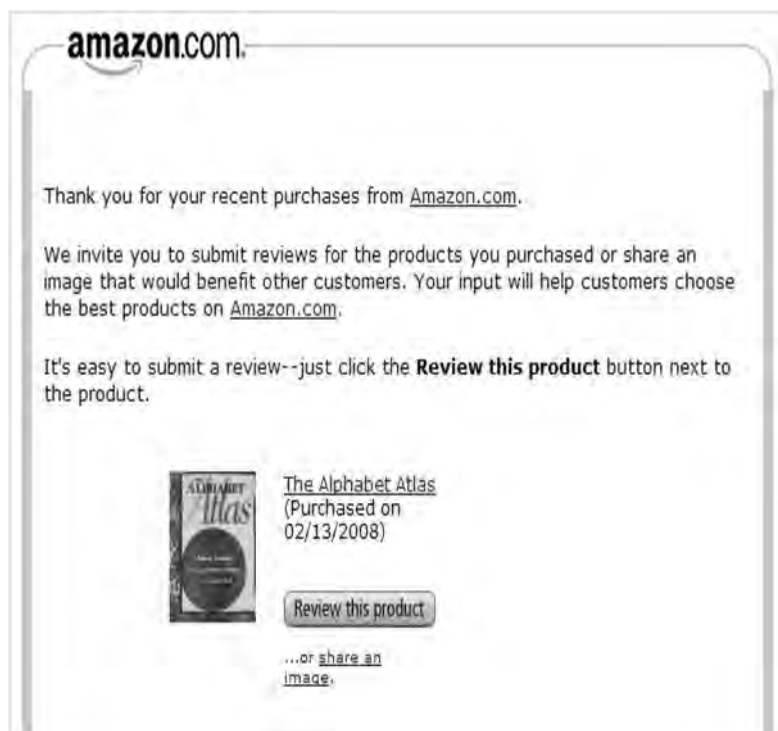 amazon.com.
Thank you for your recent purchases from Amazon.com.
We invite you to submit reviews for the products you purchased or share an
image that would benefit other customers. Your input will help customers choose
the best products on Amazon.com.
It's easy to submit a review--just click the Review this product button next to
the product.
ALPHABET
Atlas
The Alphabet Atlas
(Purchased on
02/13/2008)
Review this product
...or share an
image.